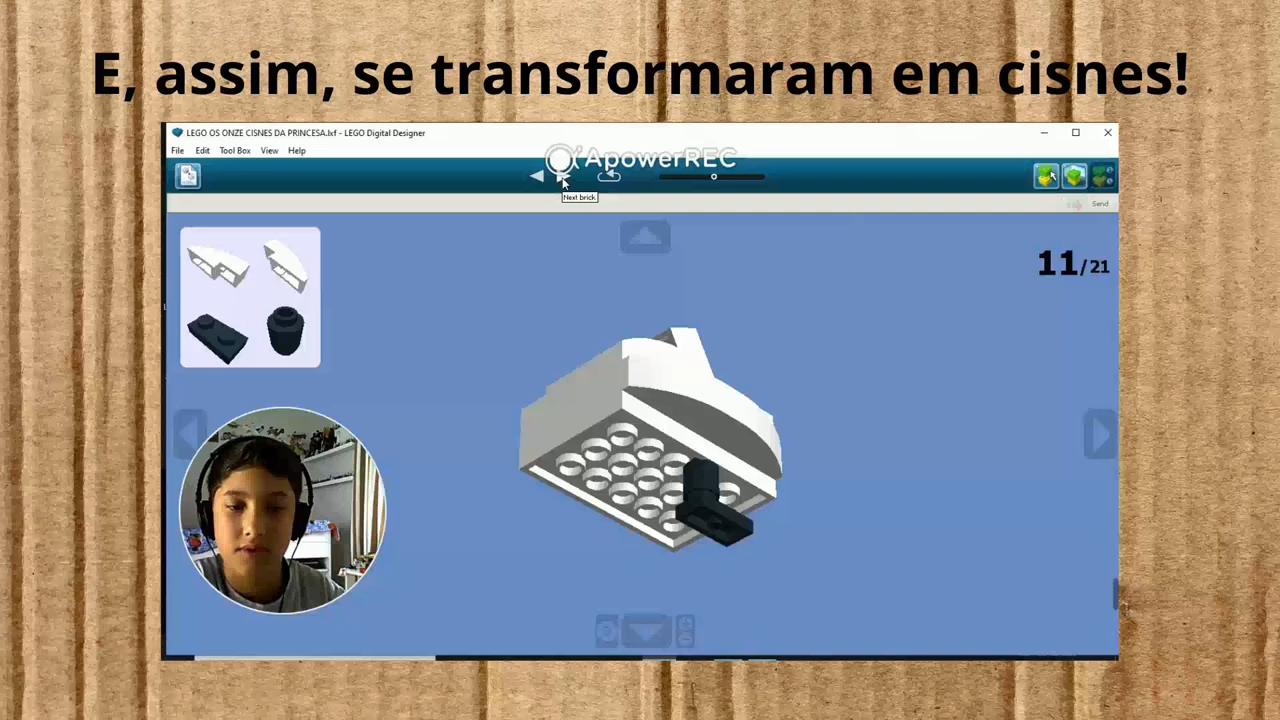 E, assim, se transformaram em cisnes!
LEGO OS ONZE CISNES DA PRINCESA.lxf - LEGO Digital Designer
File Edit Tool Box View Help
ApowerREC
Next brick
Send
11/21